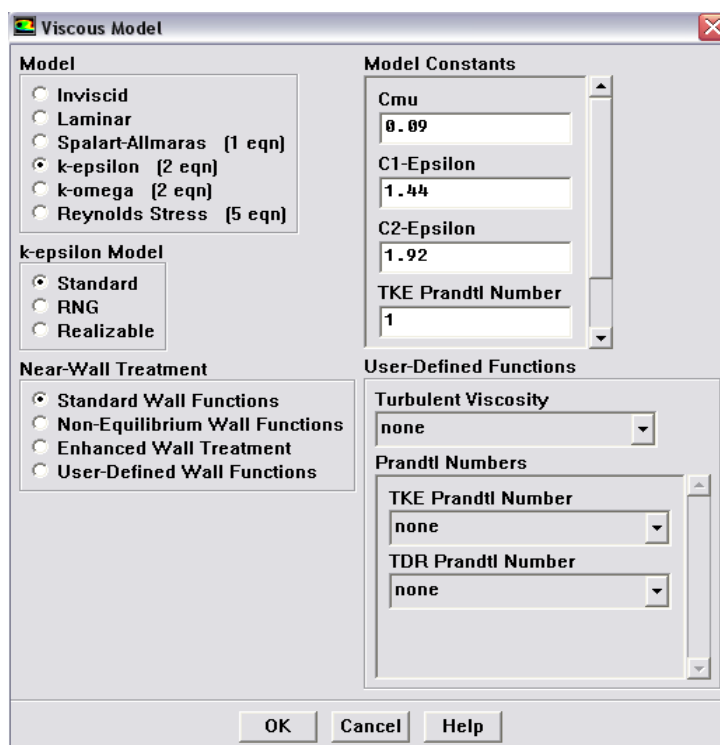 Viscous Model
Model
Inviscid
Laminar
Spalart-Allmaras (1 eqn)
k-epsilon (2 eqn)
k-omega (2 eqn)
Reynolds Stress (5 eqn)
k-epsilon Model
Standard
RNG
Realizable
Near-Wall Treatment
Standard Wall Functions
Non-Equilibrium Wall Functions
Enhanced Wall Treatment
User-Defined Wall Functions
Model Constants
Cmu
0.09
C1-Epsilon
1.44
C2-Epsilon
1.92
TKE Prandtl Number
1
User-Defined Functions
Turbulent Viscosity
none
Prandtl Numbers
TKE Prandtl Number
none
TDR Prandtl Number
none
OK
Cancel
Help